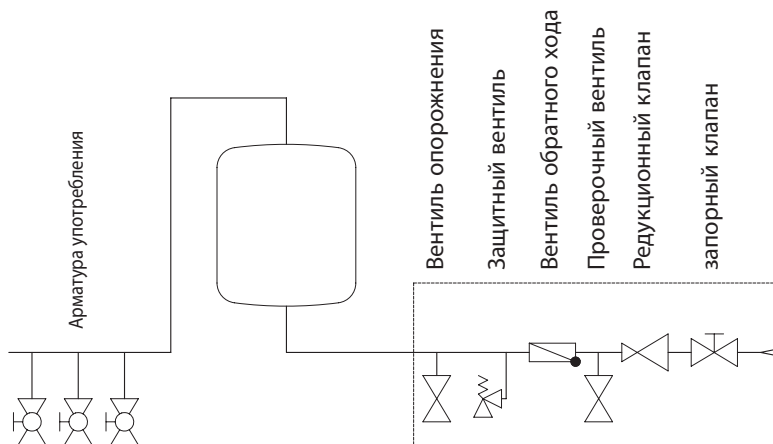 Арматура употребления
Вентиль опорожнения
Защитный вентиль
Вентиль обратного хода
Проверочный вентиль
Редукционный клапан
запорный клапан